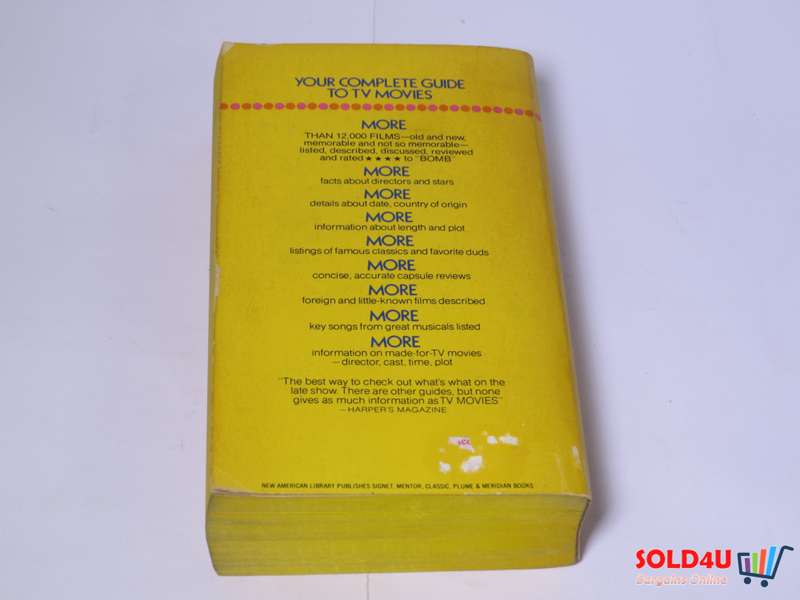 YOUR COMPLETE GUIDE
TO TV MOVIES
MORE
THAN 12,000 FILMS—old and new,
memorable and not so memorable—
listed, described, discussed, reviewed
and rated ★★★★ to "BOMB"
MORE
facts about directors and stars
MORE
details about date, country of origin
MORE
information about length and plot
MORE
listings of famous classics and favorite duds
MORE
concise, accurate capsule reviews
MORE
foreign and little-known films described
MORE
key songs from great musicals listed
MORE
information on made-for-TV movies
—director, cast, time, plot
"The best way to check out what's what on the
late show. There are other guides, but none
gives as much information as TV MOVIES"
—HARPER'S MAGAZINE
NEW AMERICAN LIBRARY PUBLISHES SIGNET, MENTOR, CLASSIC, PLUME & MERIDIAN BOOKS
SOLD4U
Bargains Online